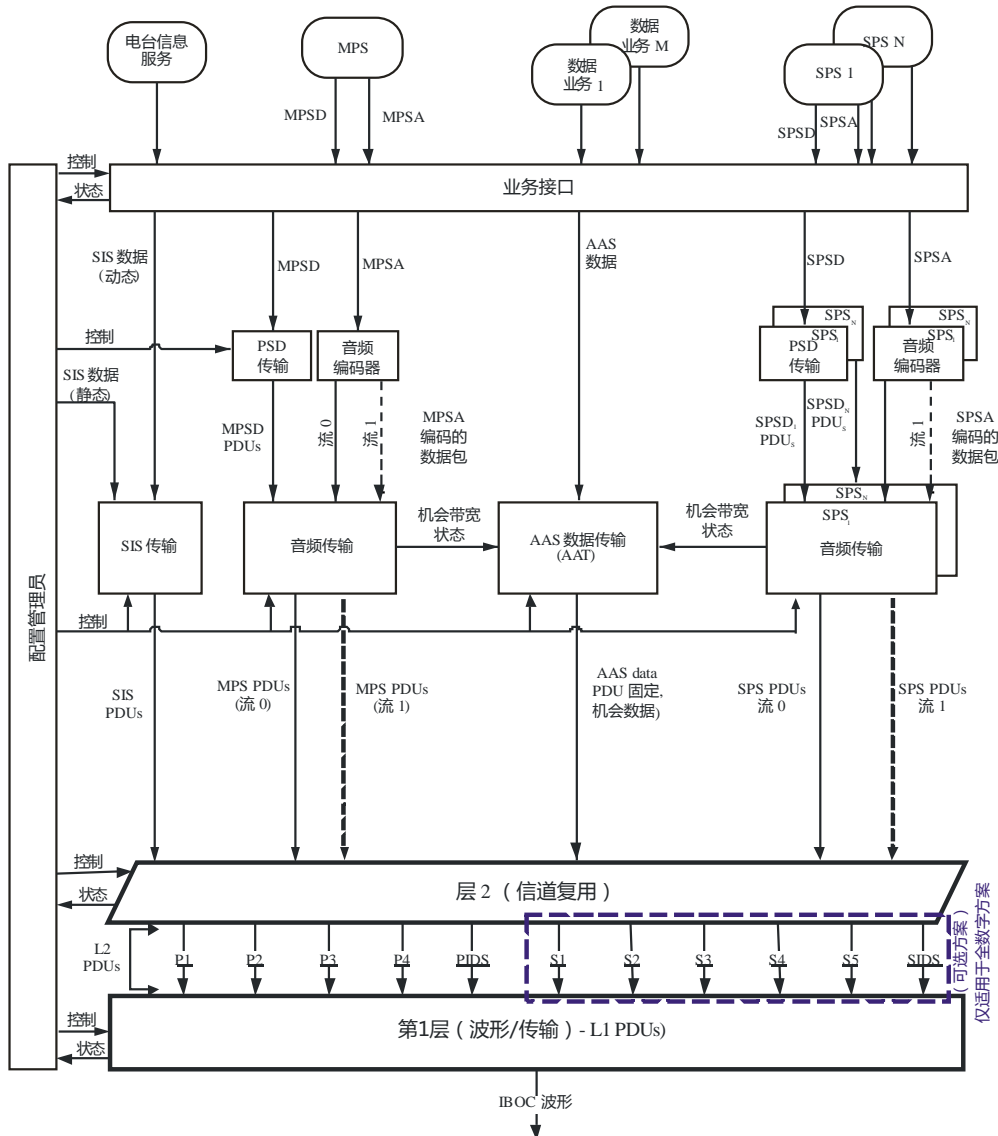 电台信息
服务
MPS
数据
业务 M
数据
业务 1
SPS N
SPS 1
MPSD
MPSA
SPSD
SPSA
控制
状态
业务接口
SIS 数据
(动态)
MPSD
MPSA
AAS
数据
SPSD
SPSA
控制
PSD
传输
音频
编码器
SPS_N
SPS_1
PSD
传输
SPS_N
SPS_1
音频
编码器
SIS 数据
(静态)
MPSD
PDUs
流 0
流 1
MPSA
编码的
数据包
SPSD_1
PDU_S
SPSD_N
PDU_S
流 1
SPSA
编码的
数据包
SIS 传输
音频传输
机会带宽
状态
AAS 数据传输
(AAT)
机会带宽
状态
SPS_N
SPS_1
音频传输
配置管理员
控制
SIS
PDUs
MPS PDUs
(流 0)
MPS PDUs
(流 1)
AAS data
PDU 固定,
机会数据)
SPS PDUs
流 0
SPS PDUs
流 1
控制
状态
层 2（信道复用）
L2
PDUs
P1
P2
P3
P4
PIDS
S1
S2
S3
S4
S5
SIDS
（可选方案）
仅适用于全数字方案
控制
状态
第1层（波形/传输）- L1 PDUs)
IBOC 波形